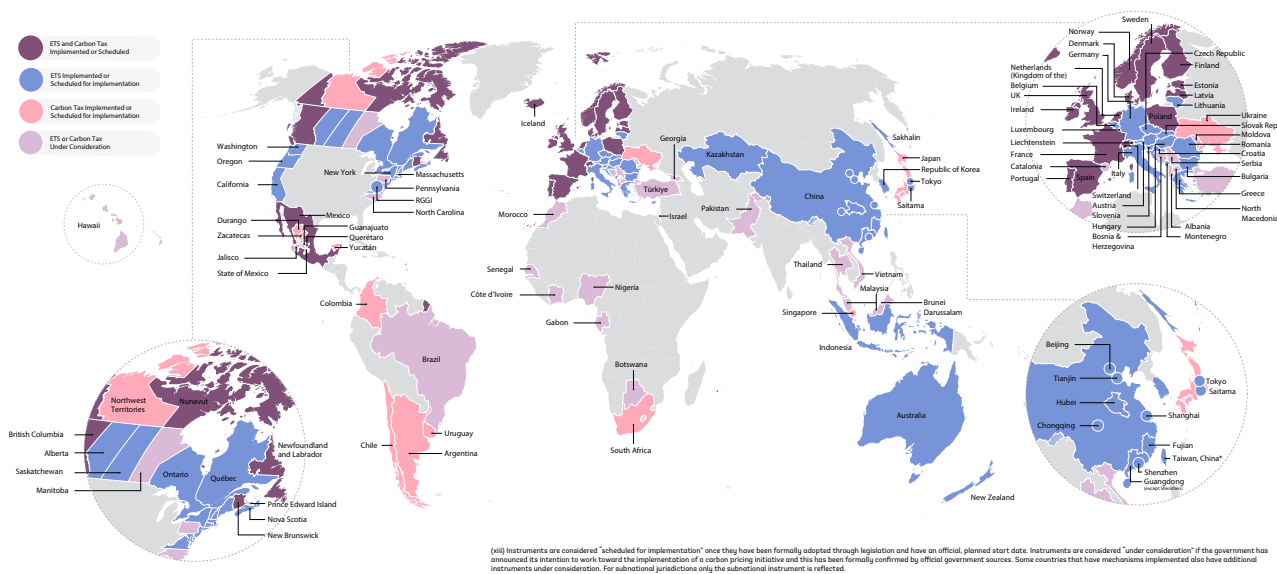 ETS and Carbon Tax
Implemented or Scheduled
ETS Implemented or
Scheduled for Implementation
Carbon Tax Implemented or
Scheduled for Implementation
ETS or Carbon Tax
Under Consideration
Hawaii
Washington
Oregon
California
New York
Massachusetts
Pennsylvania
RGGI
North Carolina
Mexico
Durango
Guanajuato
Zacatecas
Querétaro
Yucatán
Jalisco
State of Mexico
Colombia
Brazil
Chile
Uruguay
Argentina
Iceland
Georgia
Türkiye
Israel
Morocco
Senegal
Côte d'Ivoire
Nigeria
Gabon
Botswana
South Africa
Kazakhstan
China
Pakistan
Sakhalin
Japan
Republic of Korea
Tokyo
Saitama
Thailand
Vietnam
Malaysia
Brunei
Darussalam
Singapore
Indonesia
Australia
New Zealand
Sweden
Norway
Denmark
Germany
Netherlands
(Kingdom of the)
Belgium
UK
Ireland
Luxembourg
Liechtenstein
France
Catalonia
Portugal
Spain
Italy
Poland
Czech Republic
Finland
Estonia
Latvia
Lithuania
Ukraine
Slovak Rep
Moldova
Romania
Croatia
Serbia
Bulgaria
Greece
North
Macedonia
Switzerland
Austria
Slovenia
Hungary
Bosnia &
Herzegovina
Albania
Montenegro
Northwest
Territories
Nunavut
British Columbia
Alberta
Saskatchewan
Manitoba
Ontario
Québec
Newfoundland
and Labrador
Prince Edward Island
Nova Scotia
New Brunswick
Beijing
Tianjin
Hubei
Chongqing
Tokyo
Saitama
Shanghai
Fujian
Taiwan, China*
Shenzhen
Guangdong
(except Shenzhen)
(xiii) Instruments are considered "scheduled for implementation" once they have been formally adopted through legislation and have an official, planned start date. Instruments are considered "under consideration" if the government has
announced its intention to work toward the implementation of a carbon pricing initiative and this has been formally confirmed by official government sources. Some countries that have mechanisms implemented also have additional
instruments under consideration. For subnational jurisdictions only the subnational instrument is reflected.